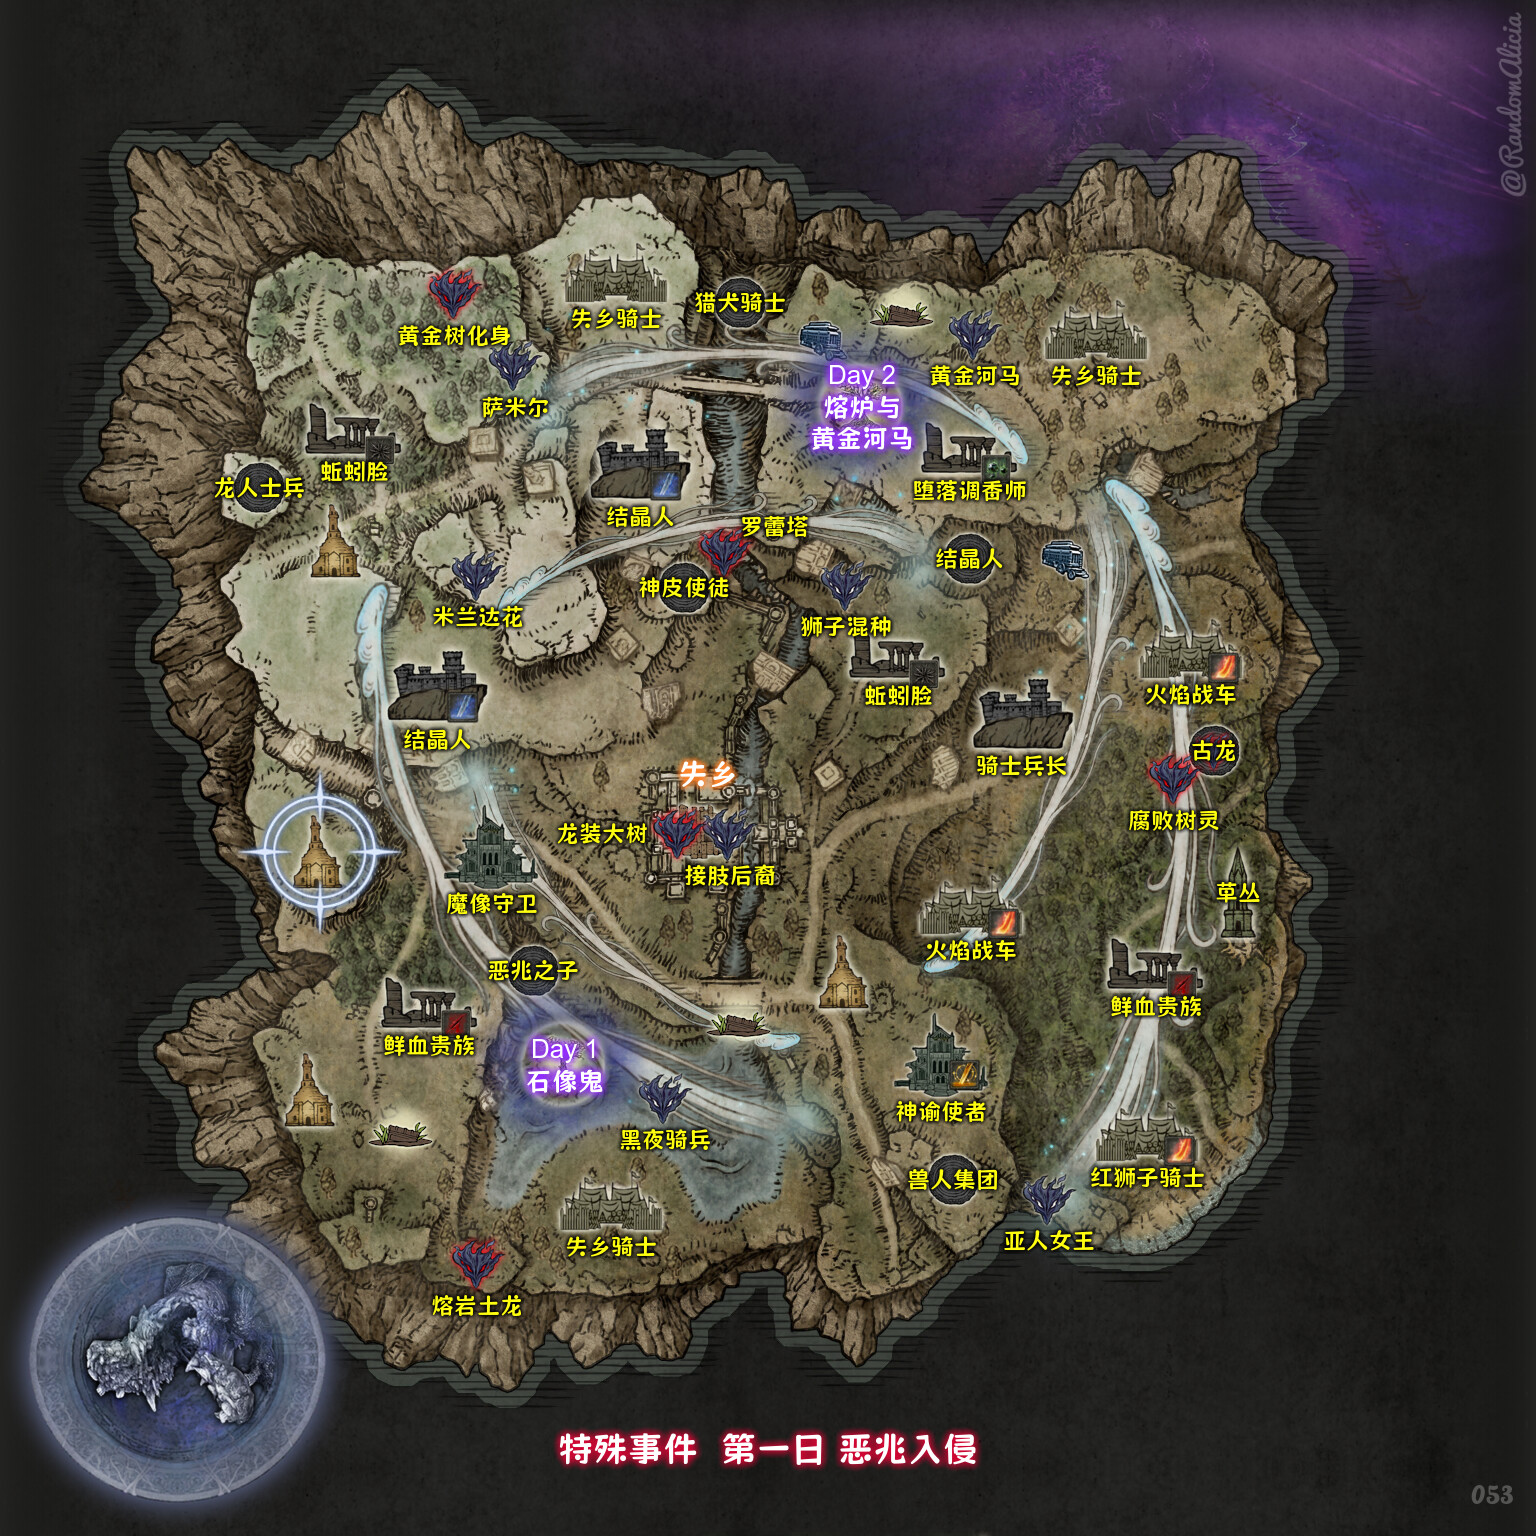 @RandomAlicia
黄金树化身
失乡骑士
猎犬骑士
萨米尔
Day 2
熔炉与
黄金河马
黄金河马
失乡骑士
蚯蚓脸
龙人士兵
结晶人
堕落调香师
罗蕾塔
结晶人
神皮使徒
米兰达花
狮子混种
蚯蚓脸
火焰战车
结晶人
骑士兵长
古龙
失乡
腐败树灵
龙装大树
接肢后裔
魔像守卫
草丛
火焰战车
恶兆之子
鲜血贵族
鲜血贵族
Day 1
石像鬼
神谕使者
黑夜骑兵
兽人集团
红狮子骑士
失乡骑士
亚人女王
熔岩土龙
特殊事件 第一日 恶兆入侵
053